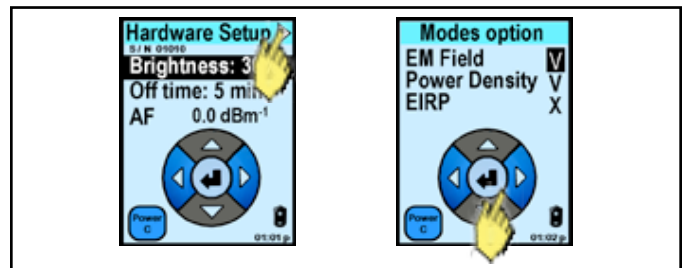 Hardware Setup
S/N 01010
Brightness: 3
Off time: 5 min
AF 0.0 dBm⁻¹
Power
C
01:01 p
Modes option
EM Field V
Power Density V
EIRP X
Power
C
01:02 p